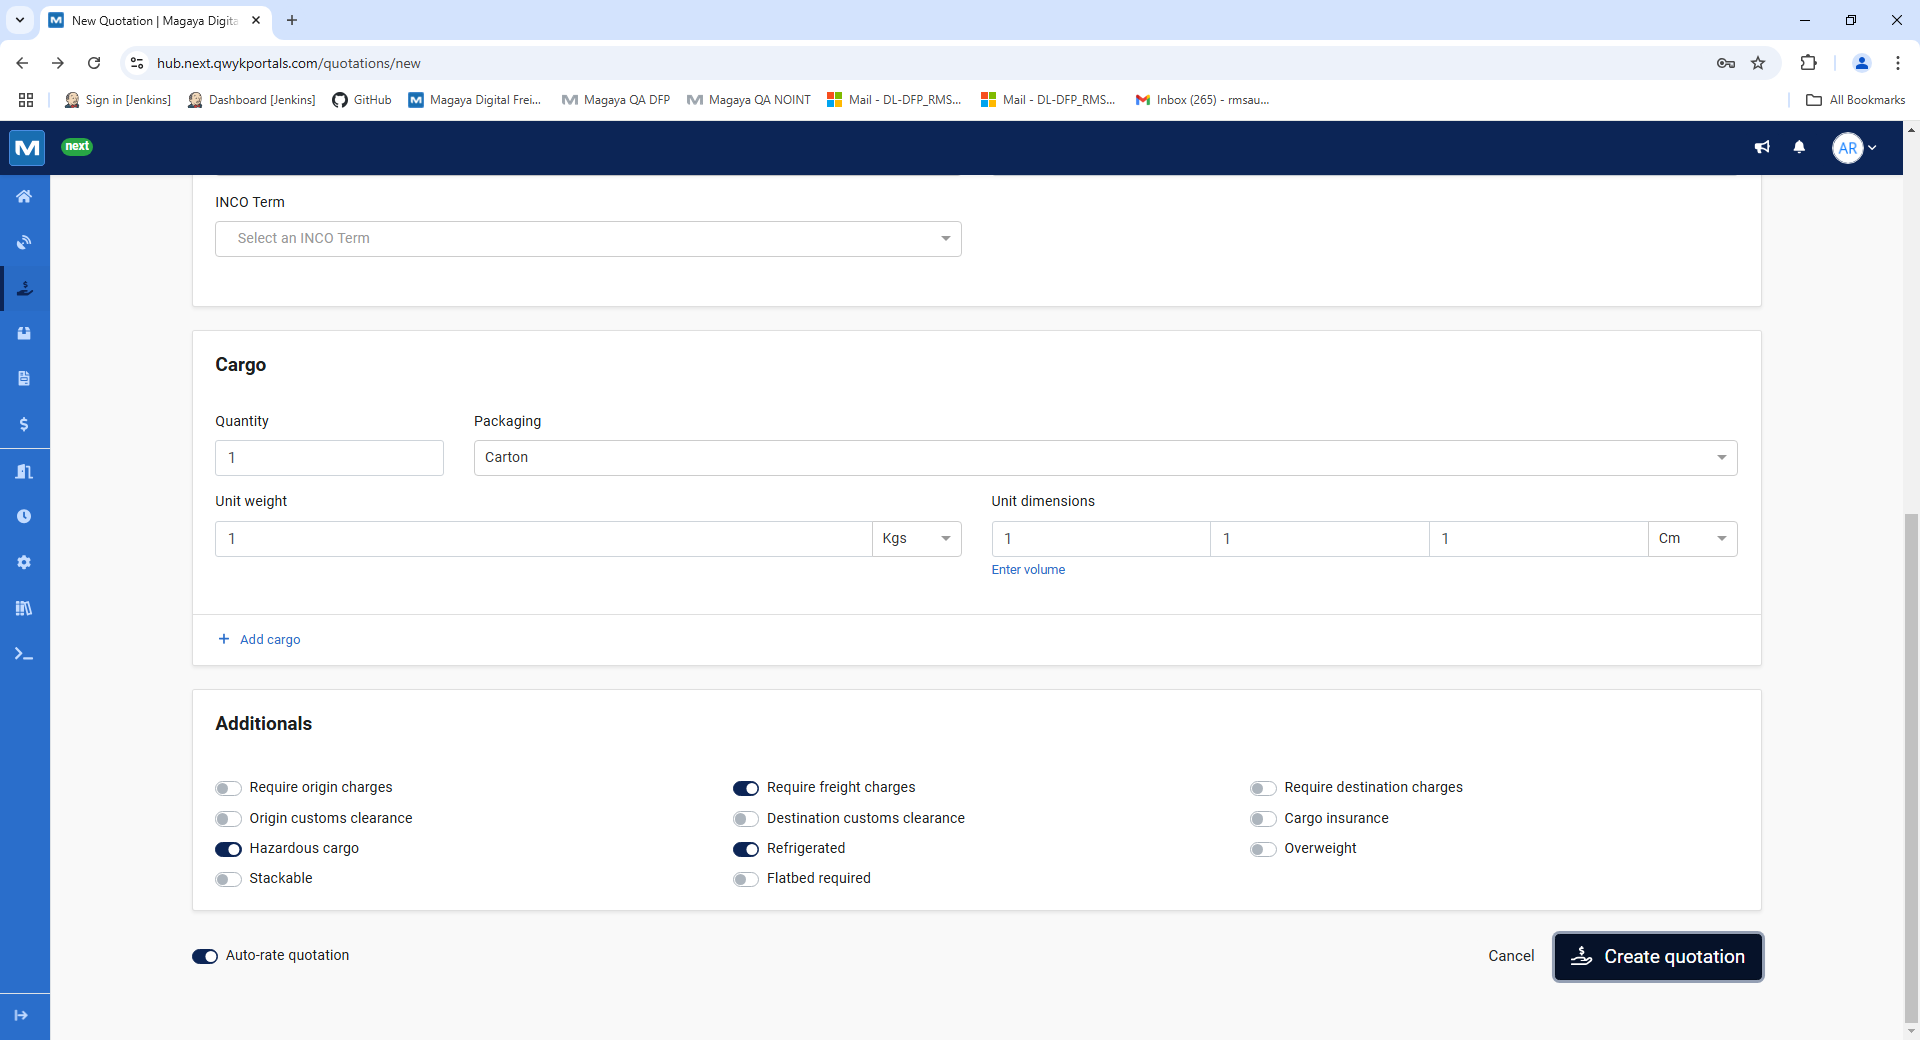 New Quotation | Magaya Digita
hub.next.qwykportals.com/quotations/new
Sign in [Jenkins]
Dashboard [Jenkins]
GitHub
Magaya Digital Frei...
Magaya QA DFP
Magaya QA NOINT
Mail - DL-DFP_RMS...
Mail - DL-DFP_RMS...
Inbox (265) - rmsau...
All Bookmarks
next
AR
INCO Term
Select an INCO Term
Cargo
Quantity
Packaging
1
Carton
Unit weight
Unit dimensions
1
Kgs
1
1
1
Cm
Enter volume
+ Add cargo
Additionals
Require origin charges
Require freight charges
Require destination charges
Origin customs clearance
Destination customs clearance
Cargo insurance
Hazardous cargo
Refrigerated
Overweight
Stackable
Flatbed required
Auto-rate quotation
Cancel
Create quotation